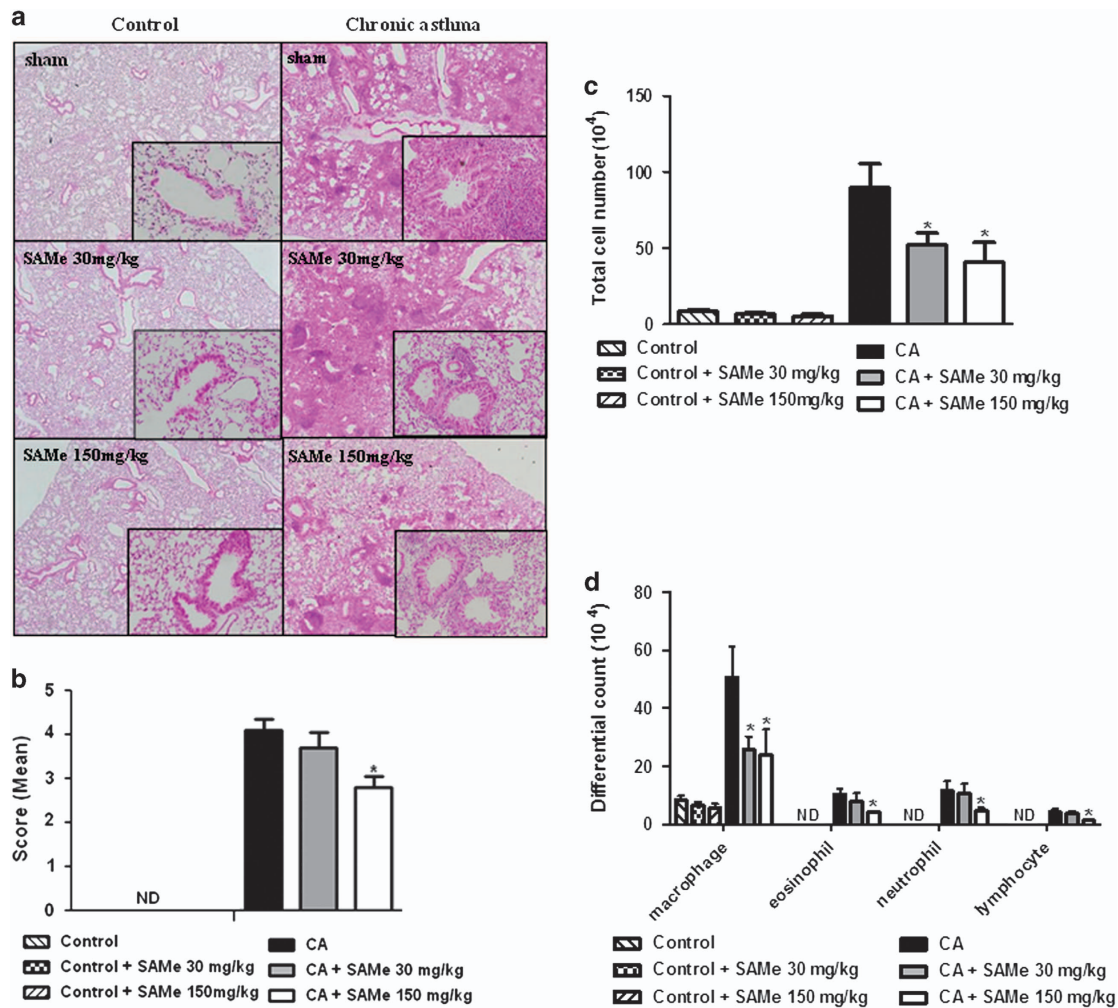 a
Control
Chronic asthma
sham
sham
SAMe 30mg/kg
SAMe 30mg/kg
SAMe 150mg/kg
SAMe 150mg/kg
b
Score (Mean)
5
4
3
2
1
0
ND
*
Control
Control + SAMe 30 mg/kg
Control + SAMe 150mg/kg
CA
CA + SAMe 30 mg/kg
CA + SAMe 150 mg/kg
c
Total cell number(10⁴)
150
100
50
0
*
*
Control
Control + SAMe 30 mg/kg
Control + SAMe 150mg/kg
CA
CA + SAMe 30 mg/kg
CA + SAMe 150 mg/kg
d
Differential count (10⁴)
80
60
40
20
0
* *
ND
*
ND
*
ND
*
macrophage
eosinophil
neutrophil
lymphocyte
Control
Control + SAMe 30 mg/kg
Control + SAMe 150 mg/kg
CA
CA + SAMe 30 mg/kg
CA + SAMe 150 mg/kg